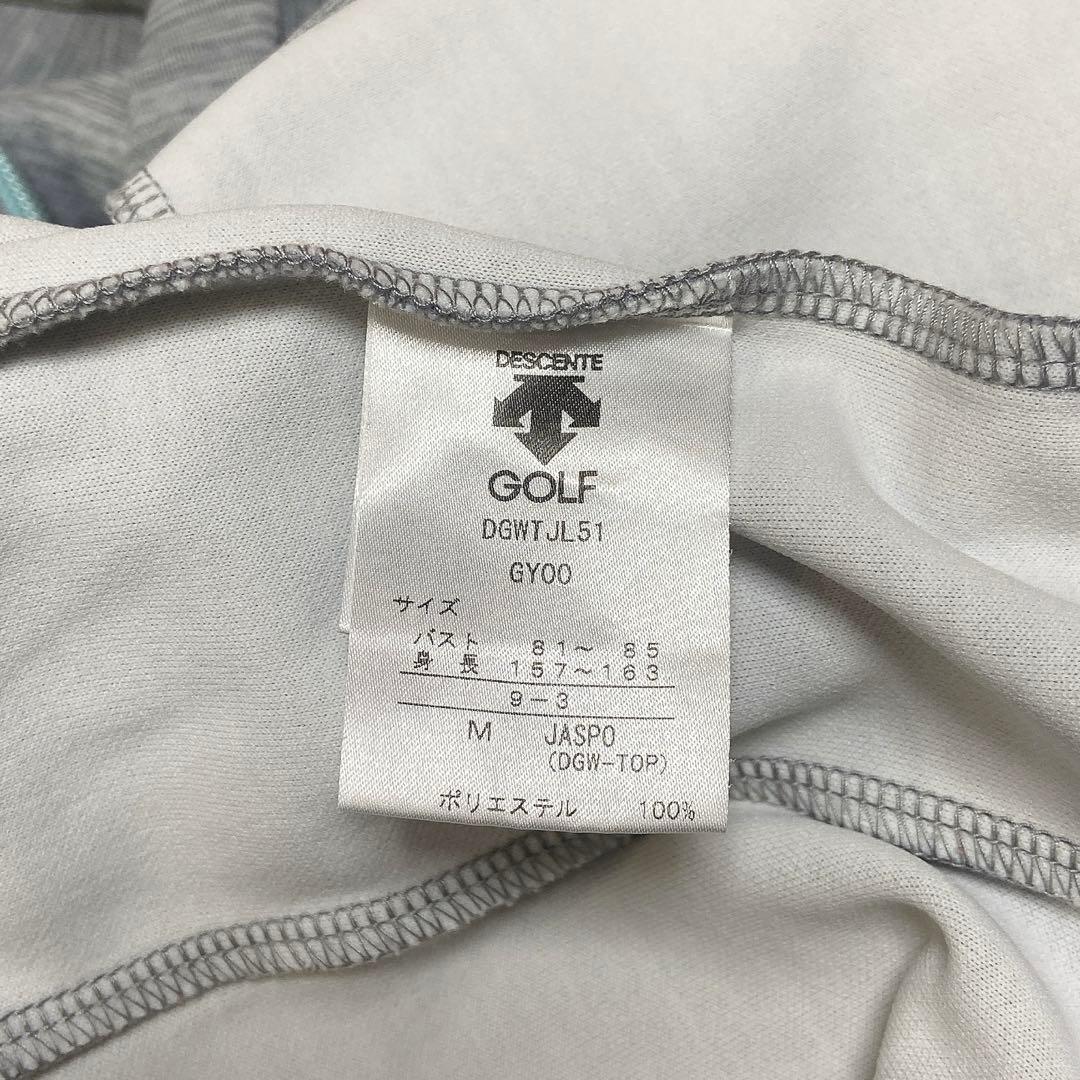 DESCENTE
GOLF
DGWTJL51
GY00
サイズ
バスト 81～ 85
身長 157～163
9-3
M JASPO
(DGW-TOP)
ポリエステル 100%